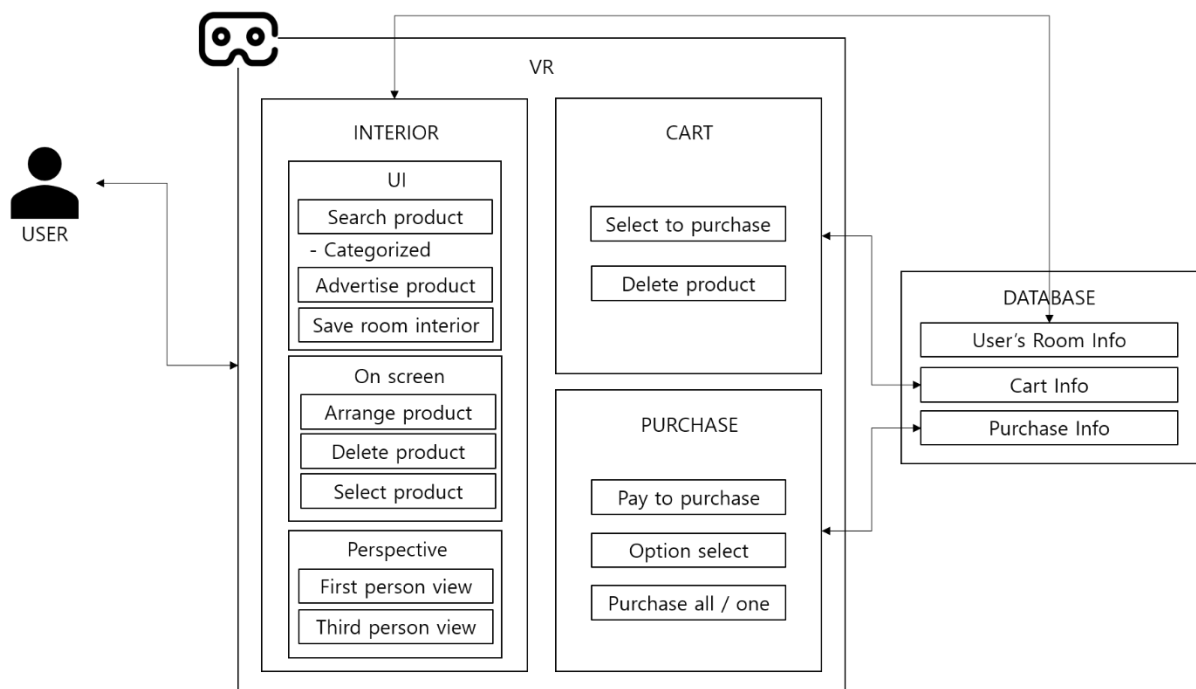 VR
USER
INTERIOR
UI
Search product
- Categorized
Advertise product
Save room interior
On screen
Arrange product
Delete product
Select product
Perspective
First person view
Third person view
CART
Select to purchase
Delete product
PURCHASE
Pay to purchase
Option select
Purchase all / one
DATABASE
User’s Room Info
Cart Info
Purchase Info